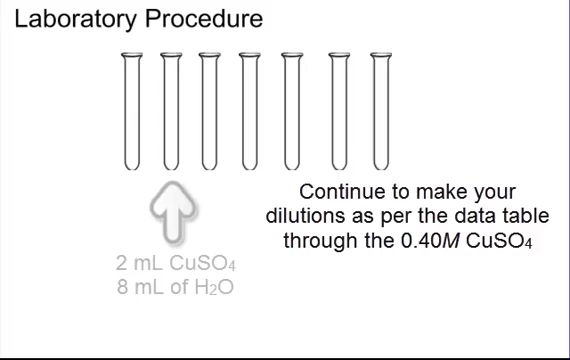 Laboratory Procedure
Continue to make your
dilutions as per the data table
through the 0.40M CuSO4
2 mL CuSO4
8 mL of H2O